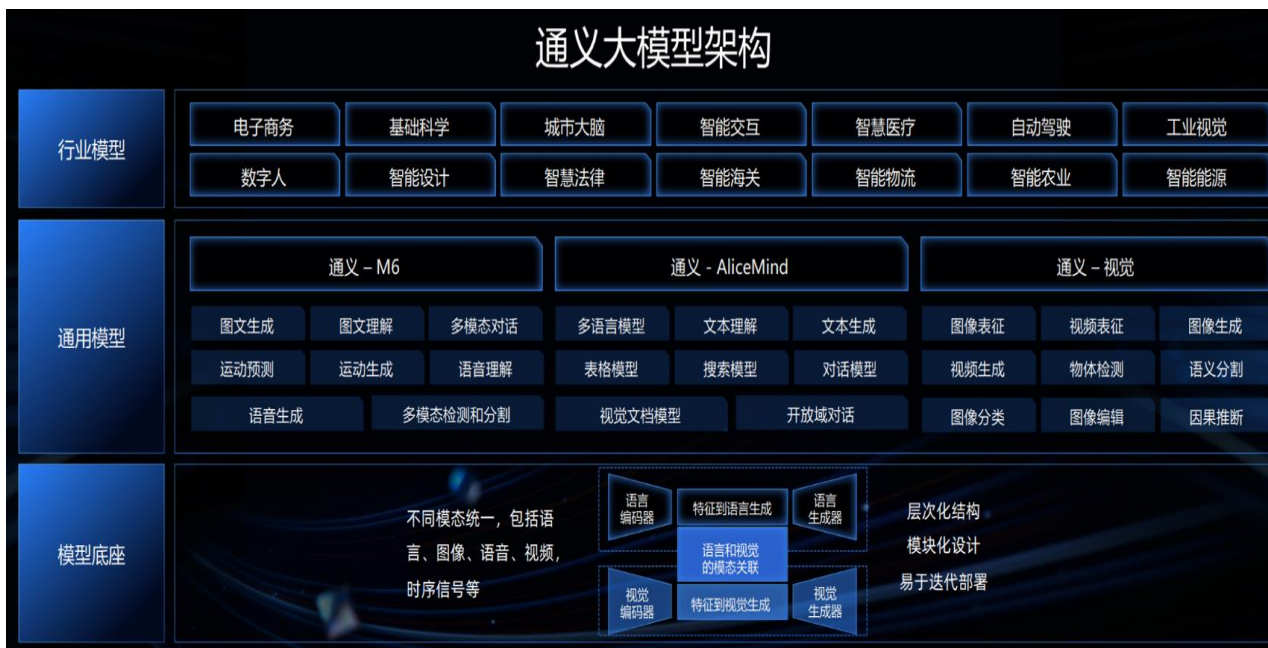 通义大模型架构
行业模型
电子商务 基础科学 城市大脑 智能交互 智慧医疗 自动驾驶 工业视觉
数字人 智能设计 智慧法律 智能海关 智能物流 智能农业 智能能源
通用模型
通义 – M6 通义 - AliceMind 通义 – 视觉
图文生成 图文理解 多模态对话 多语言模型 文本理解 文本生成 图像表征 视频表征 图像生成
运动预测 运动生成 语音理解 表格模型 搜索模型 对话模型 视频生成 物体检测 语义分割
语音生成 多模态检测和分割 视觉文档模型 开放域对话 图像分类 图像编辑 因果推断
模型底座
不同模态统一，包括语
言、图像、语音、视频，
时序信号等
语言
编码器
特征到语言生成
语言
生成器
语言和视觉
的模态关联
视觉
编码器
特征到视觉生成
视觉
生成器
层次化结构
模块化设计
易于迭代部署